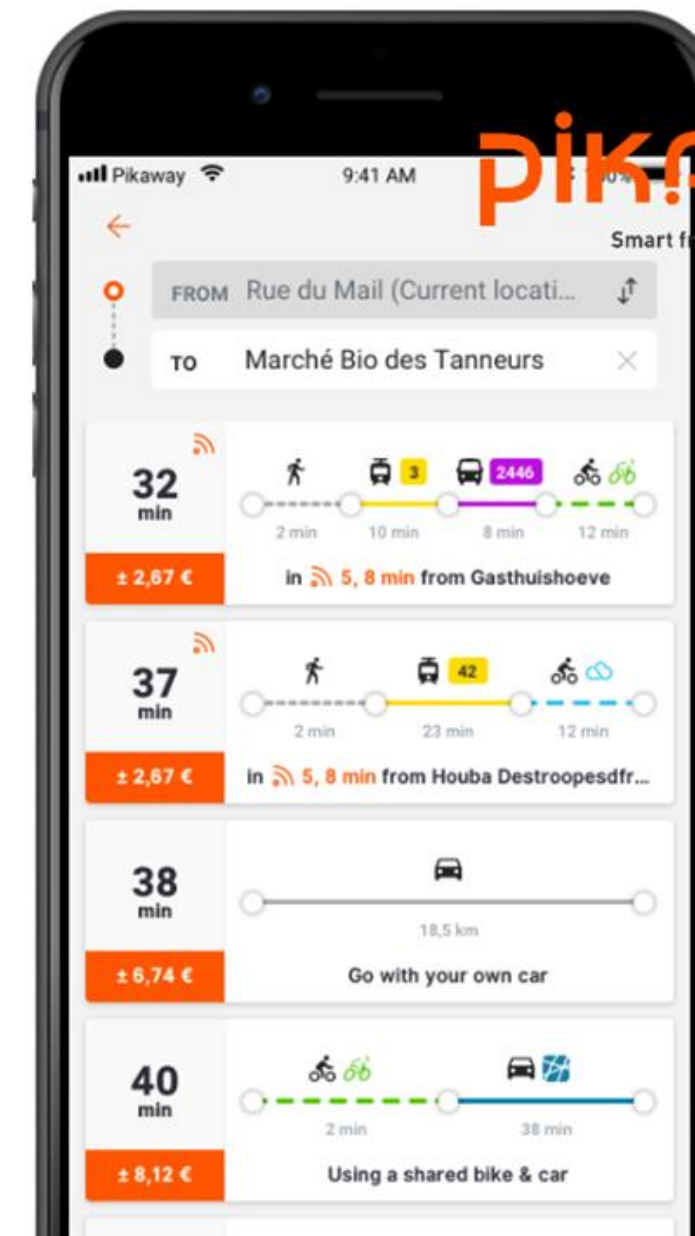 Pikaway 9:41 AM
Smart
FROM Rue du Mail (Current locati...
TO Marché Bio des Tanneurs
32
min
3 2446
2 min 10 min 8 min 12 min
± 2,67 €
in 5, 8 min from Gasthuishoeve
37
min
42
2 min 23 min 12 min
± 2,67 €
in 5, 8 min from Houba Destroopesdfr...
38
min
18,5 km
± 6,74 €
Go with your own car
40
min
2 min 38 min
± 8,12 €
Using a shared bike & car